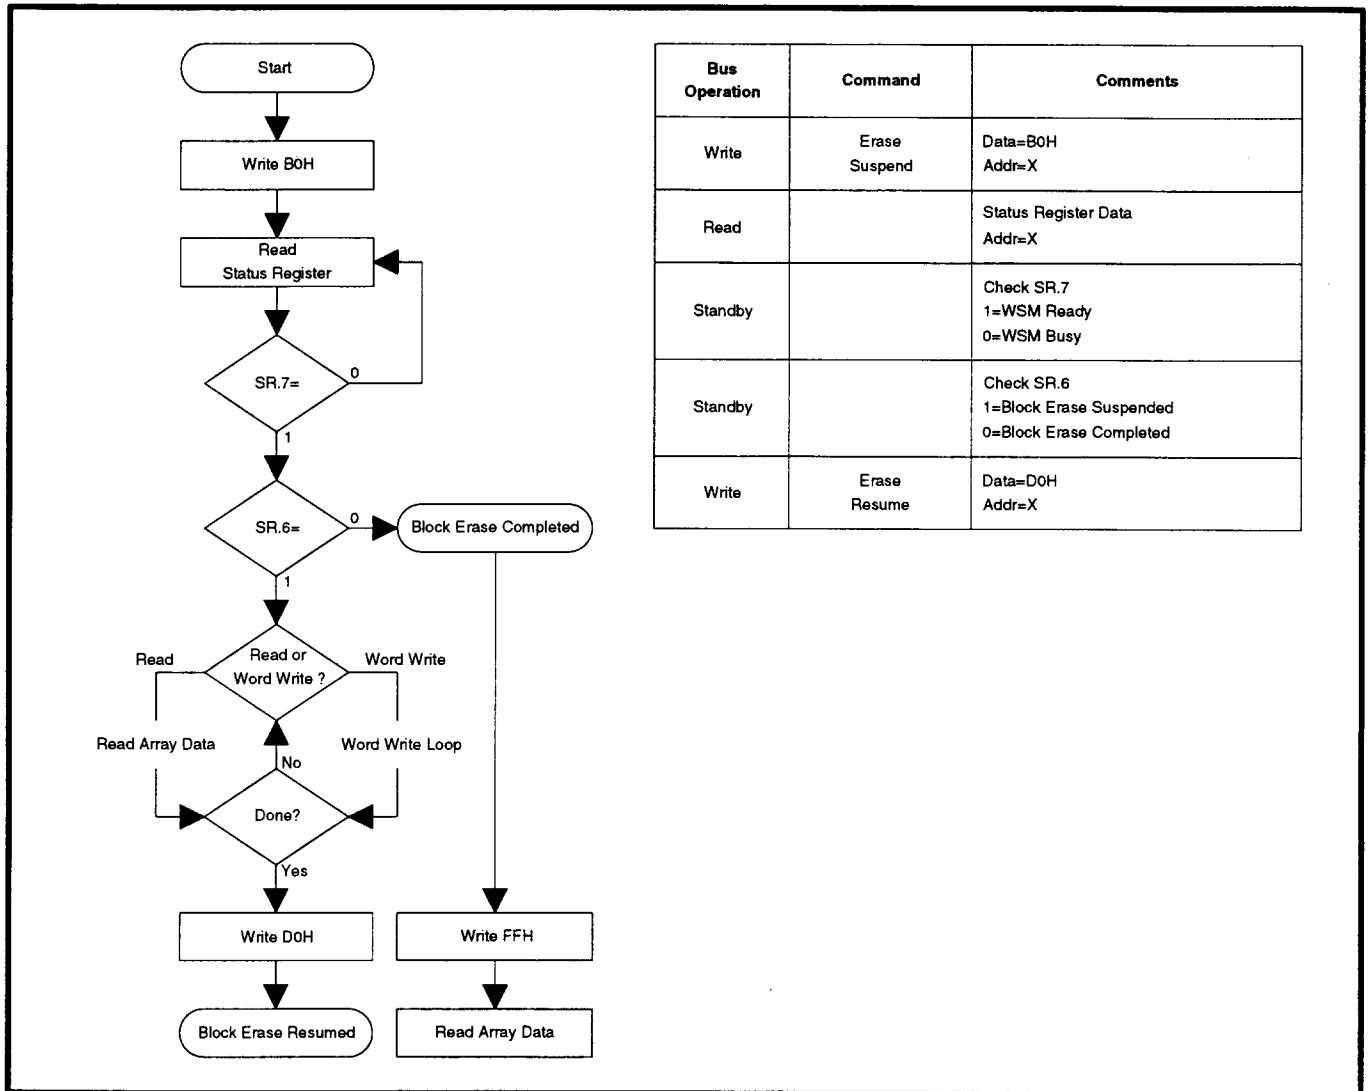 Start
Write B0H
Read
Status Register
SR.7=
0
1
SR.6=
0
Block Erase Completed
1
Read
Read or
Word Write ?
Word Write
Read Array Data
Word Write Loop
No
Done?
Yes
Write D0H
Write FFH
Block Erase Resumed
Read Array Data
Bus
Operation
Command
Comments
Write
Erase
Suspend
Data=B0H
Addr=X
Read
Status Register Data
Addr=X
Standby
Check SR.7
1=WSM Ready
0=WSM Busy
Standby
Check SR.6
1=Block Erase Suspended
0=Block Erase Completed
Write
Erase
Resume
Data=D0H
Addr=X